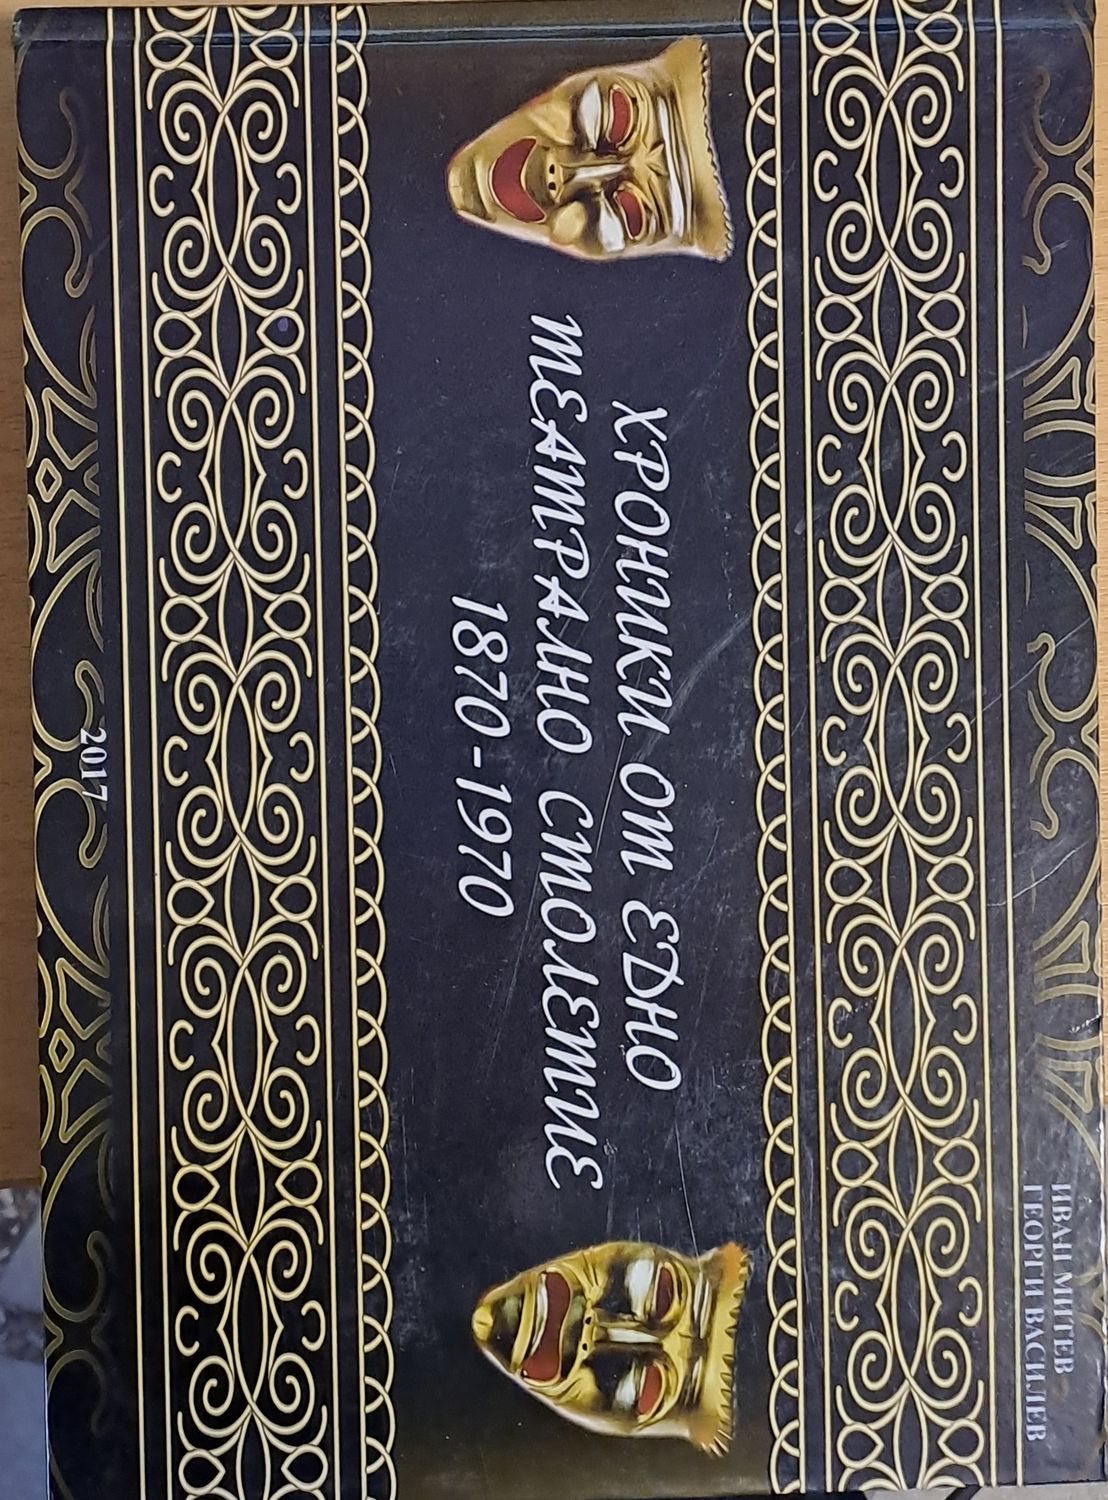 ИВАН МИТЕВ
ГЕОРГИ ВАСИЛЕВ
ХРОНИКИ ОТ ЕДНО
ТЕАТРАЛНО СТОЛЕТИЕ
1870-1970
2017